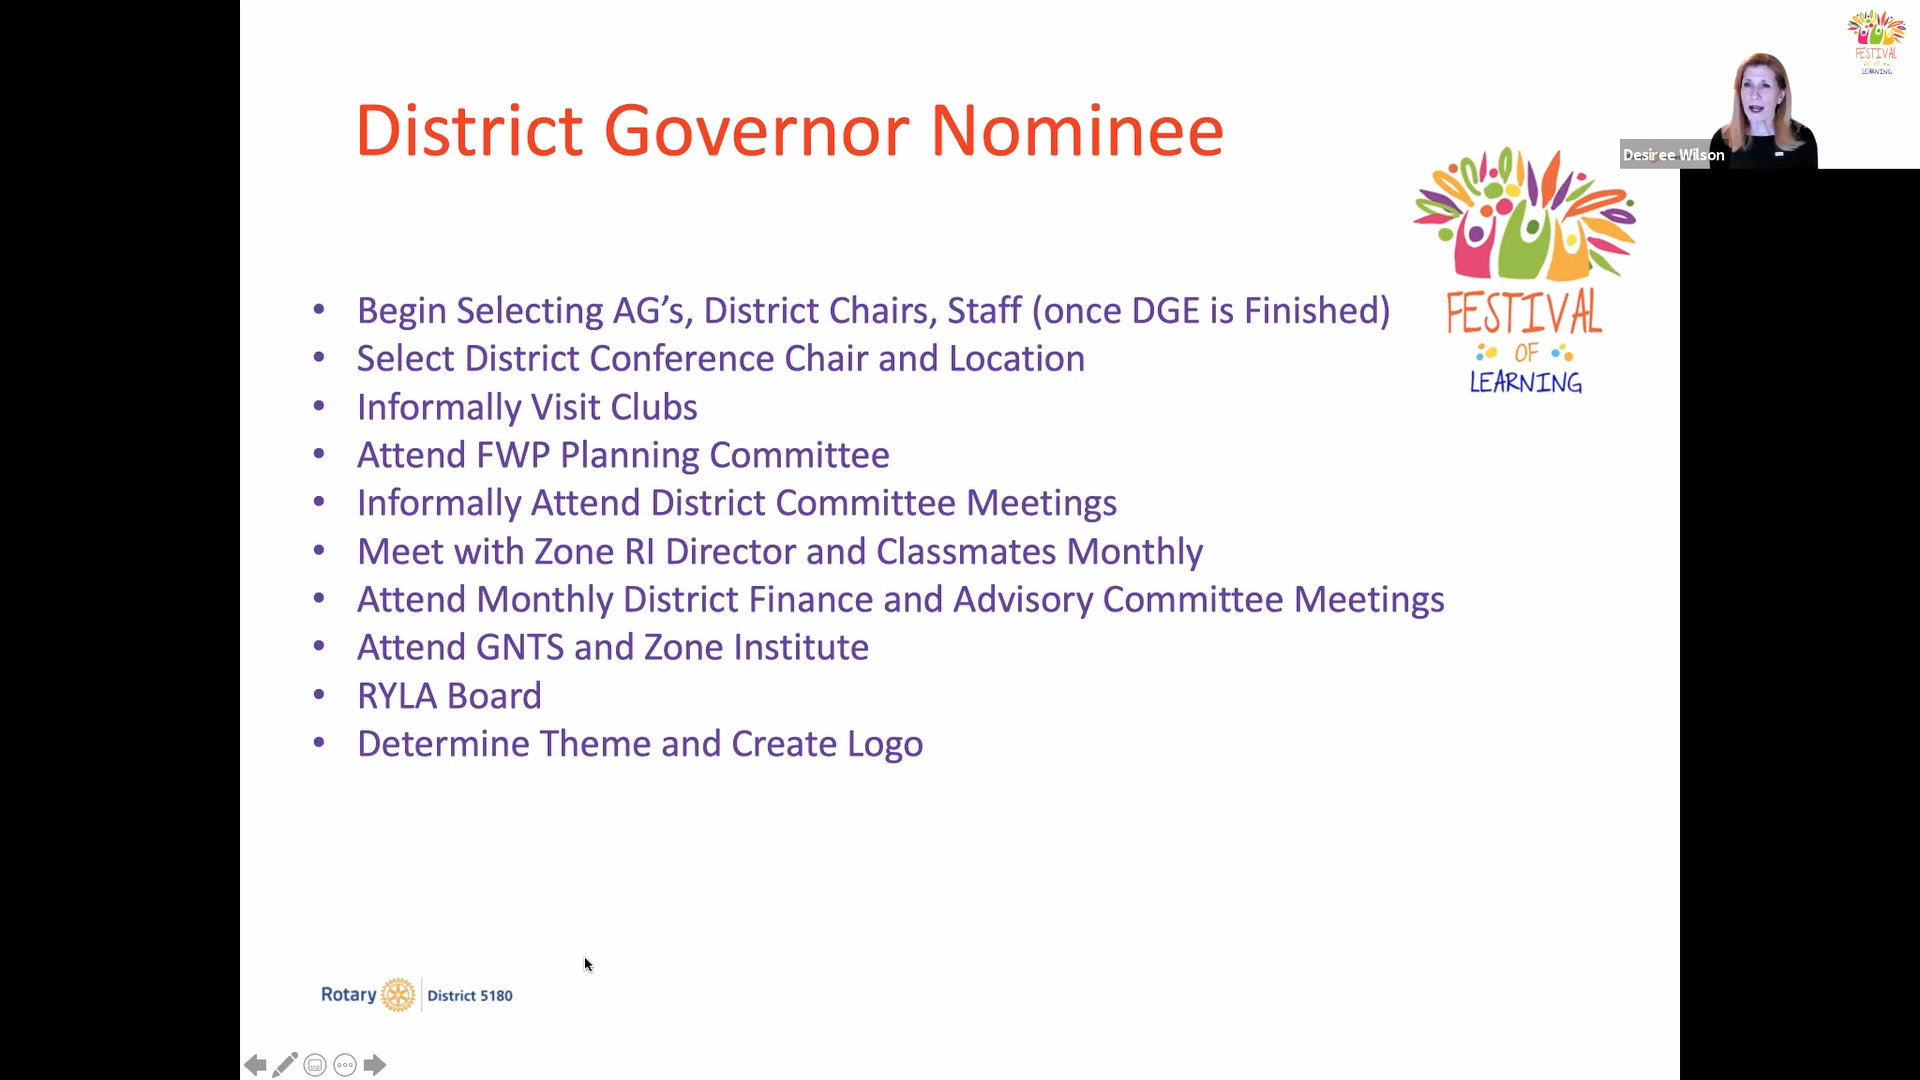 District Governor Nominee
FESTIVAL
OF
LEARNING
Desiree Wilson
FESTIVAL
OF
LEARNING
• Begin Selecting AG’s, District Chairs, Staff (once DGE is Finished)
• Select District Conference Chair and Location
• Informally Visit Clubs
• Attend FWP Planning Committee
• Informally Attend District Committee Meetings
• Meet with Zone RI Director and Classmates Monthly
• Attend Monthly District Finance and Advisory Committee Meetings
• Attend GNTS and Zone Institute
• RYLA Board
• Determine Theme and Create Logo
Rotary District 5180